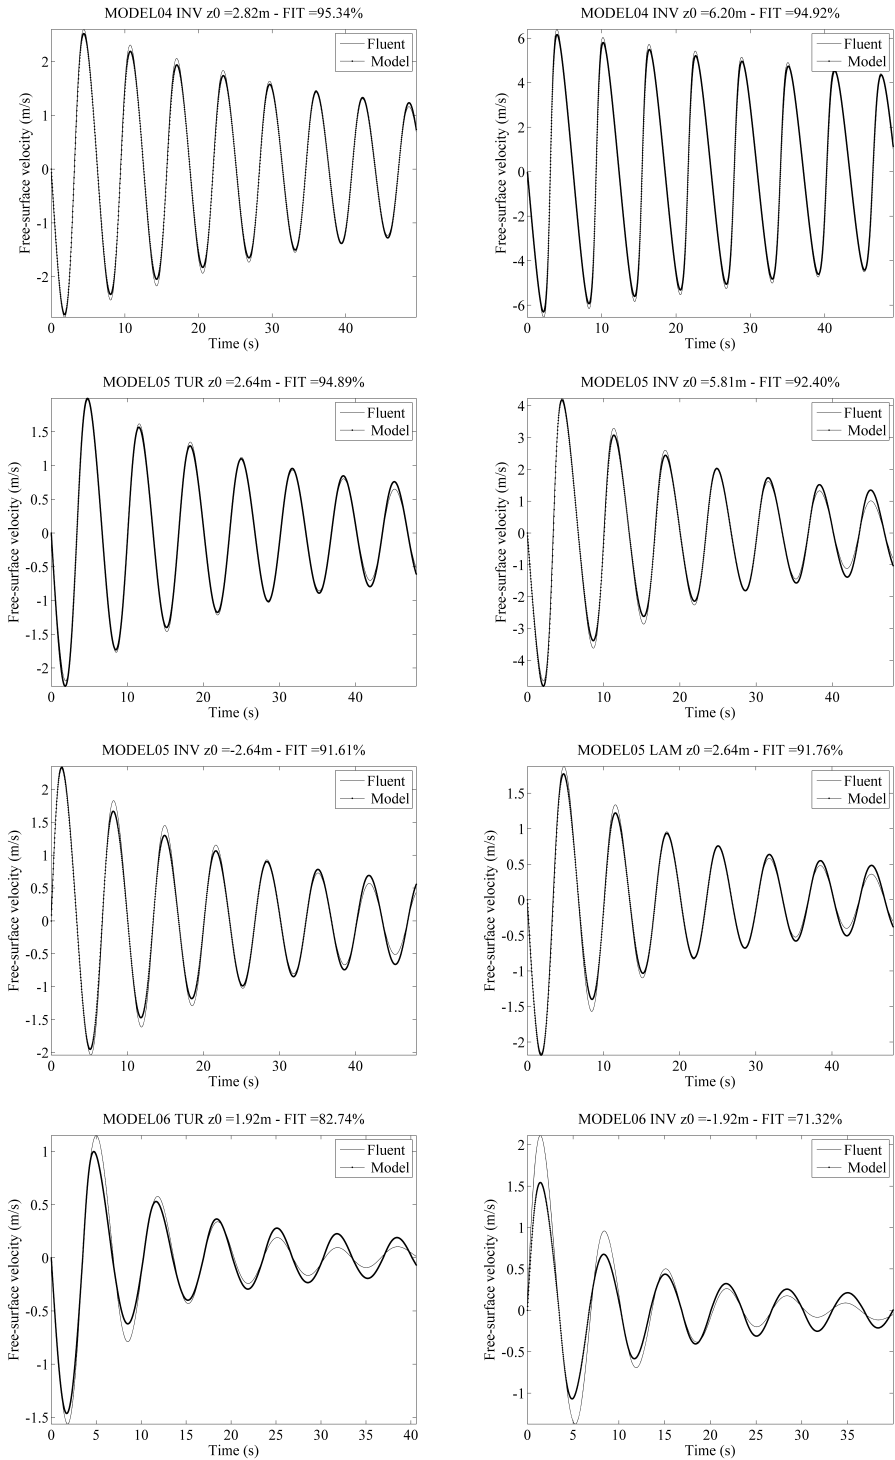 MODEL04 INV z0 =2.82m - FIT =95.34%
Fluent
Model
Free-surface velocity (m/s)
2
1
0
-1
-2
0 10 20 30 40
Time (s)
MODEL04 INV z0 =6.20m - FIT =94.92%
Fluent
Model
Free-surface velocity (m/s)
6
4
2
0
-2
-4
-6
0 10 20 30 40
Time (s)
MODEL05 TUR z0 =2.64m - FIT =94.89%
Fluent
Model
Free-surface velocity (m/s)
1.5
1
0.5
0
-0.5
-1
-1.5
-2
0 10 20 30 40
Time (s)
MODEL05 INV z0 =5.81m - FIT =92.40%
Fluent
Model
Free-surface velocity (m/s)
4
3
2
1
0
-1
-2
-3
-4
0 10 20 30 40
Time (s)
MODEL05 INV z0 =-2.64m - FIT =91.61%
Fluent
Model
Free-surface velocity (m/s)
2
1.5
1
0.5
0
-0.5
-1
-1.5
-2
0 10 20 30 40
Time (s)
MODEL05 LAM z0 =2.64m - FIT =91.76%
Fluent
Model
Free-surface velocity (m/s)
1.5
1
0.5
0
-0.5
-1
-1.5
-2
0 10 20 30 40
Time (s)
MODEL06 TUR z0 =1.92m - FIT =82.74%
Fluent
Model
Free-surface velocity (m/s)
1
0.5
0
-0.5
-1
-1.5
0 5 10 15 20 25 30 35 40
Time (s)
MODEL06 INV z0 =-1.92m - FIT =71.32%
Fluent
Model
Free-surface velocity (m/s)
2
1.5
1
0.5
0
-0.5
-1
0 5 10 15 20 25 30 35
Time (s)